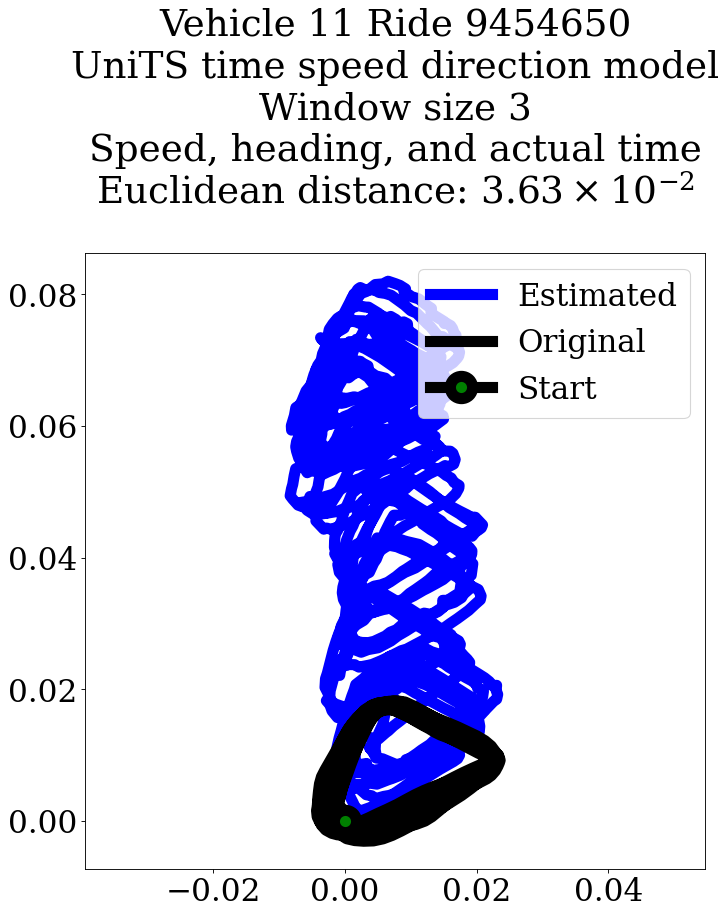 Vehicle 11 Ride 9454650
UniTS time speed direction model
Window size 3
Speed, heading, and actual time
Euclidean distance: 3.63 × 10⁻²
Estimated
Original
Start
0.08
0.06
0.04
0.02
0.00
−0.02 0.00 0.02 0.04